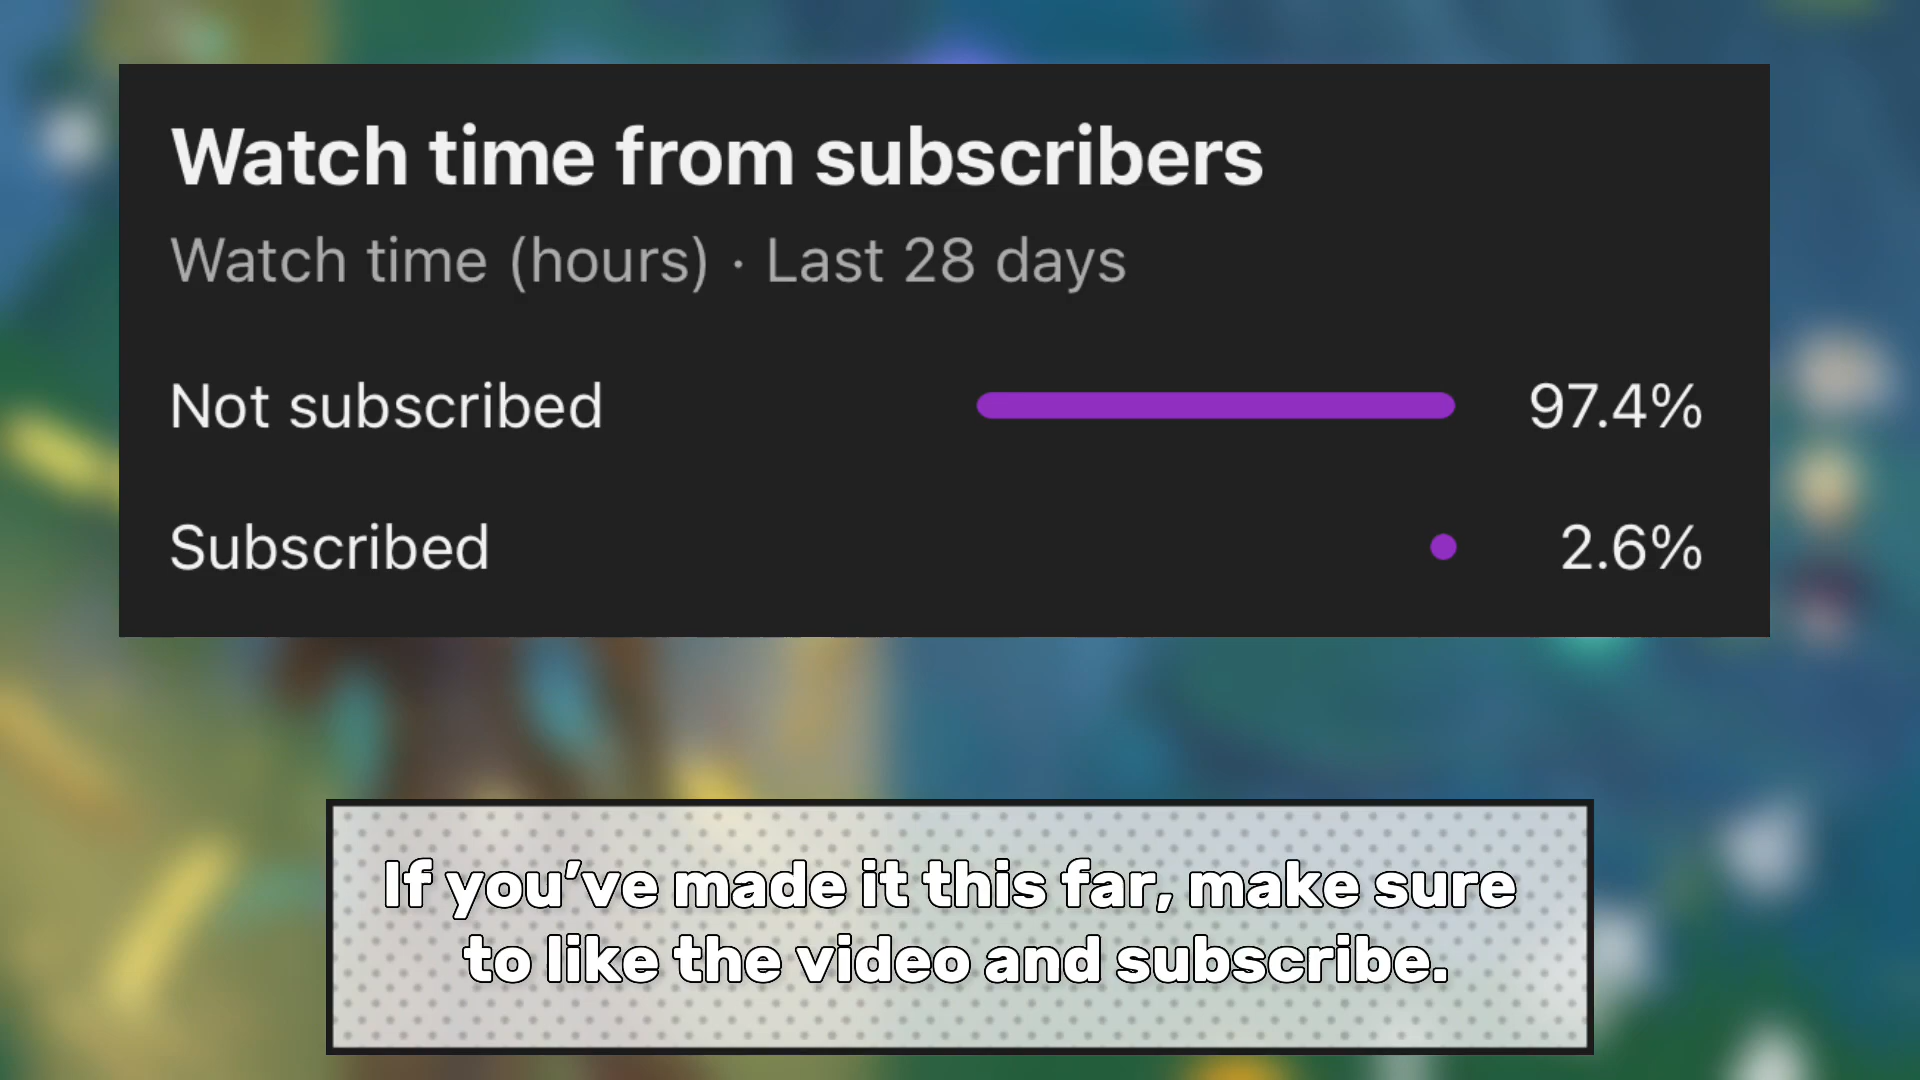 Watch time from subscribers
Watch time (hours) · Last 28 days
Not subscribed 97.4%
Subscribed 2.6%
If you’ve made it this far, make sure
to like the video and subscribe.